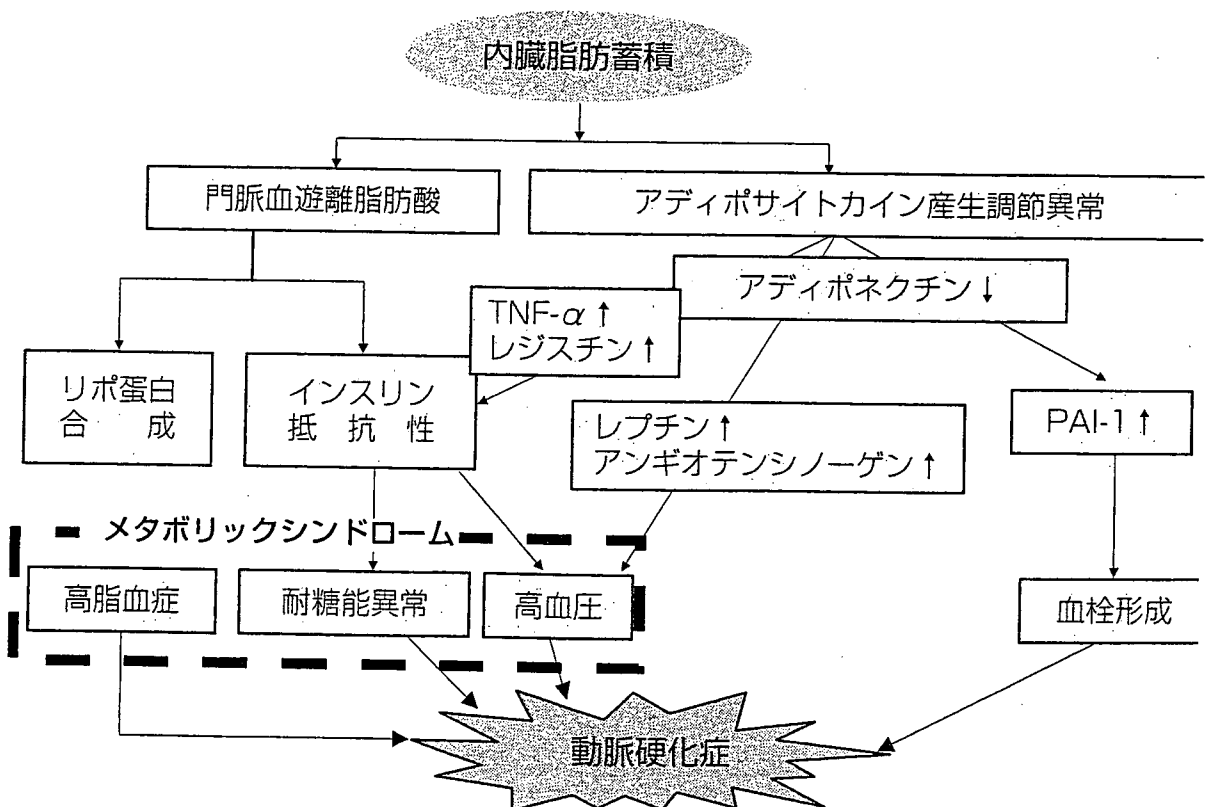 内臓脂肪蓄積
門脈血遊離脂肪酸
アディポサイトカイン産生調節異常
アディポネクチン↓
TNF-α↑
レジスチン↑
リポ蛋白
合 成
インスリン
抵 抗 性
レプチン↑
アンギオテンシノーゲン↑
PAI-1↑
メタボリックシンドローム
高脂血症
耐糖能異常
高血圧
血栓形成
動脈硬化症